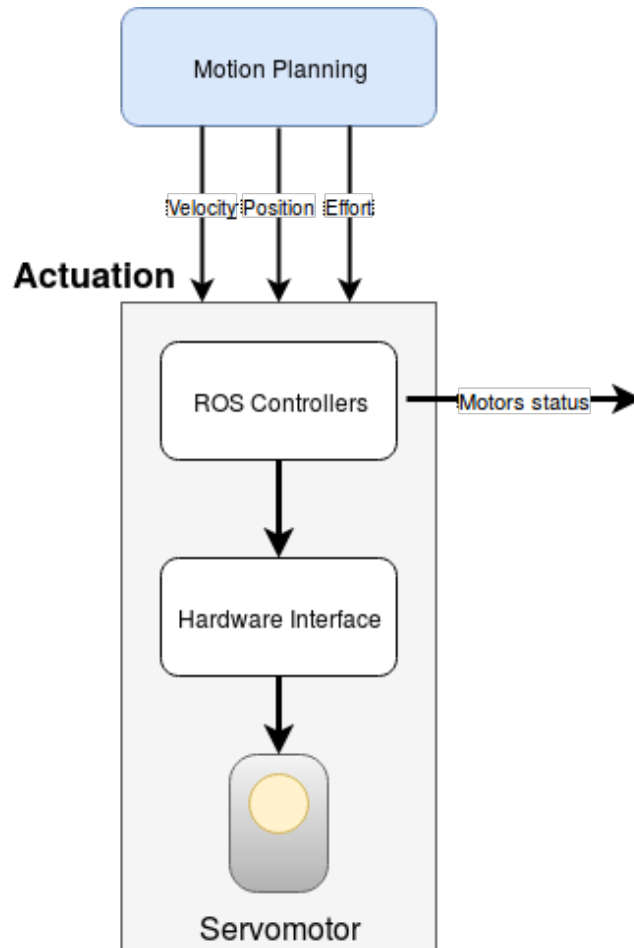 Motion Planning
Velocity Position Effort
Actuation
ROS Controllers
Motors status
Hardware Interface
Servomotor